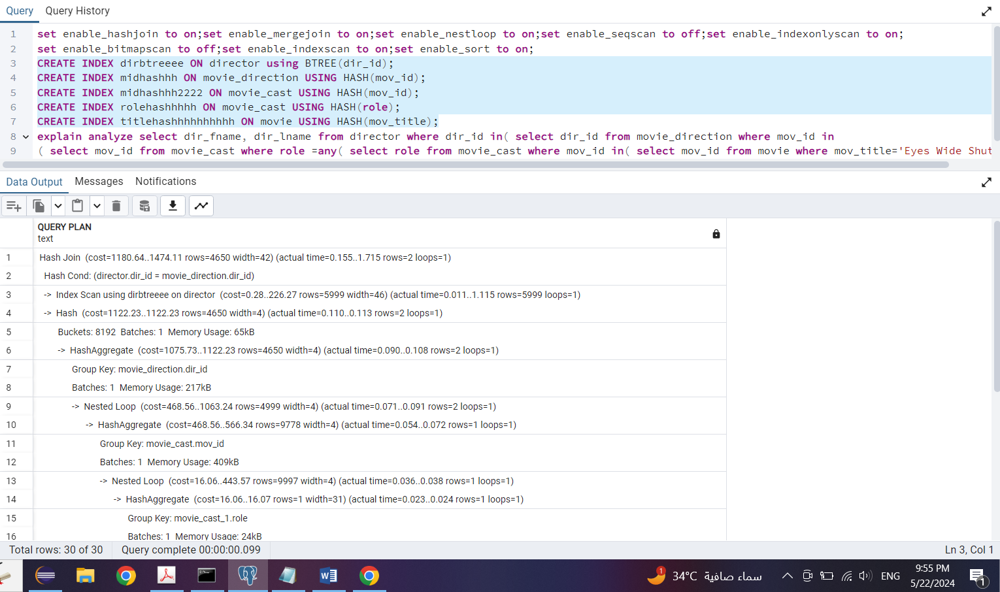 Query Query History
1 set enable_hashjoin to on;set enable_mergejoin to on;set enable_nestloop to on;set enable_seqscan to off;set enable_indexonlyscan to on;
2 set enable_bitmapscan to off;set enable_indexscan to on;set enable_sort to on;
3 CREATE INDEX dirbtreeee ON director using BTREE(dir_id);
4 CREATE INDEX midhashhh ON movie_direction USING HASH(mov_id);
5 CREATE INDEX midhashhh2222 ON movie_cast USING HASH(mov_id);
6 CREATE INDEX rolehashhhhh ON movie_cast USING HASH(role);
7 CREATE INDEX titlehashhhhhhhhhh ON movie USING HASH(mov_title);
8 explain analyze select dir_fname, dir_lname from director where dir_id in( select dir_id from movie_direction where mov_id in
9 ( select mov_id from movie_cast where role =any( select role from movie_cast where mov_id in( select mov_id from movie where mov_title='Eyes Wide Shut
Data Output Messages Notifications
QUERY PLAN
text
1 Hash Join (cost=1180.64..1474.11 rows=4650 width=42) (actual time=0.155..1.715 rows=2 loops=1)
2 Hash Cond: (director.dir_id = movie_direction.dir_id)
3 -> Index Scan using dirbtreeee on director (cost=0.28..226.27 rows=5999 width=46) (actual time=0.011..1.115 rows=5999 loops=1)
4 -> Hash (cost=1122.23..1122.23 rows=4650 width=4) (actual time=0.110..0.113 rows=2 loops=1)
5 Buckets: 8192 Batches: 1 Memory Usage: 65kB
6 -> HashAggregate (cost=1075.73..1122.23 rows=4650 width=4) (actual time=0.090..0.108 rows=2 loops=1)
7 Group Key: movie_direction.dir_id
8 Batches: 1 Memory Usage: 217kB
9 -> Nested Loop (cost=468.56..1063.24 rows=4999 width=4) (actual time=0.071..0.091 rows=2 loops=1)
10 -> HashAggregate (cost=468.56..566.34 rows=9778 width=4) (actual time=0.054..0.072 rows=1 loops=1)
11 Group Key: movie_cast.mov_id
12 Batches: 1 Memory Usage: 409kB
13 -> Nested Loop (cost=16.06..443.57 rows=9997 width=4) (actual time=0.036..0.038 rows=1 loops=1)
14 -> HashAggregate (cost=16.06..16.07 rows=1 width=31) (actual time=0.023..0.024 rows=1 loops=1)
15 Group Key: movie_cast_1.role
16 Batches: 1 Memory Usage: 24kB
Total rows: 30 of 30 Query complete 00:00:00.099 Ln 3, Col 1
1 34°C سماء صافية ENG 9:55 PM
5/22/2024 1